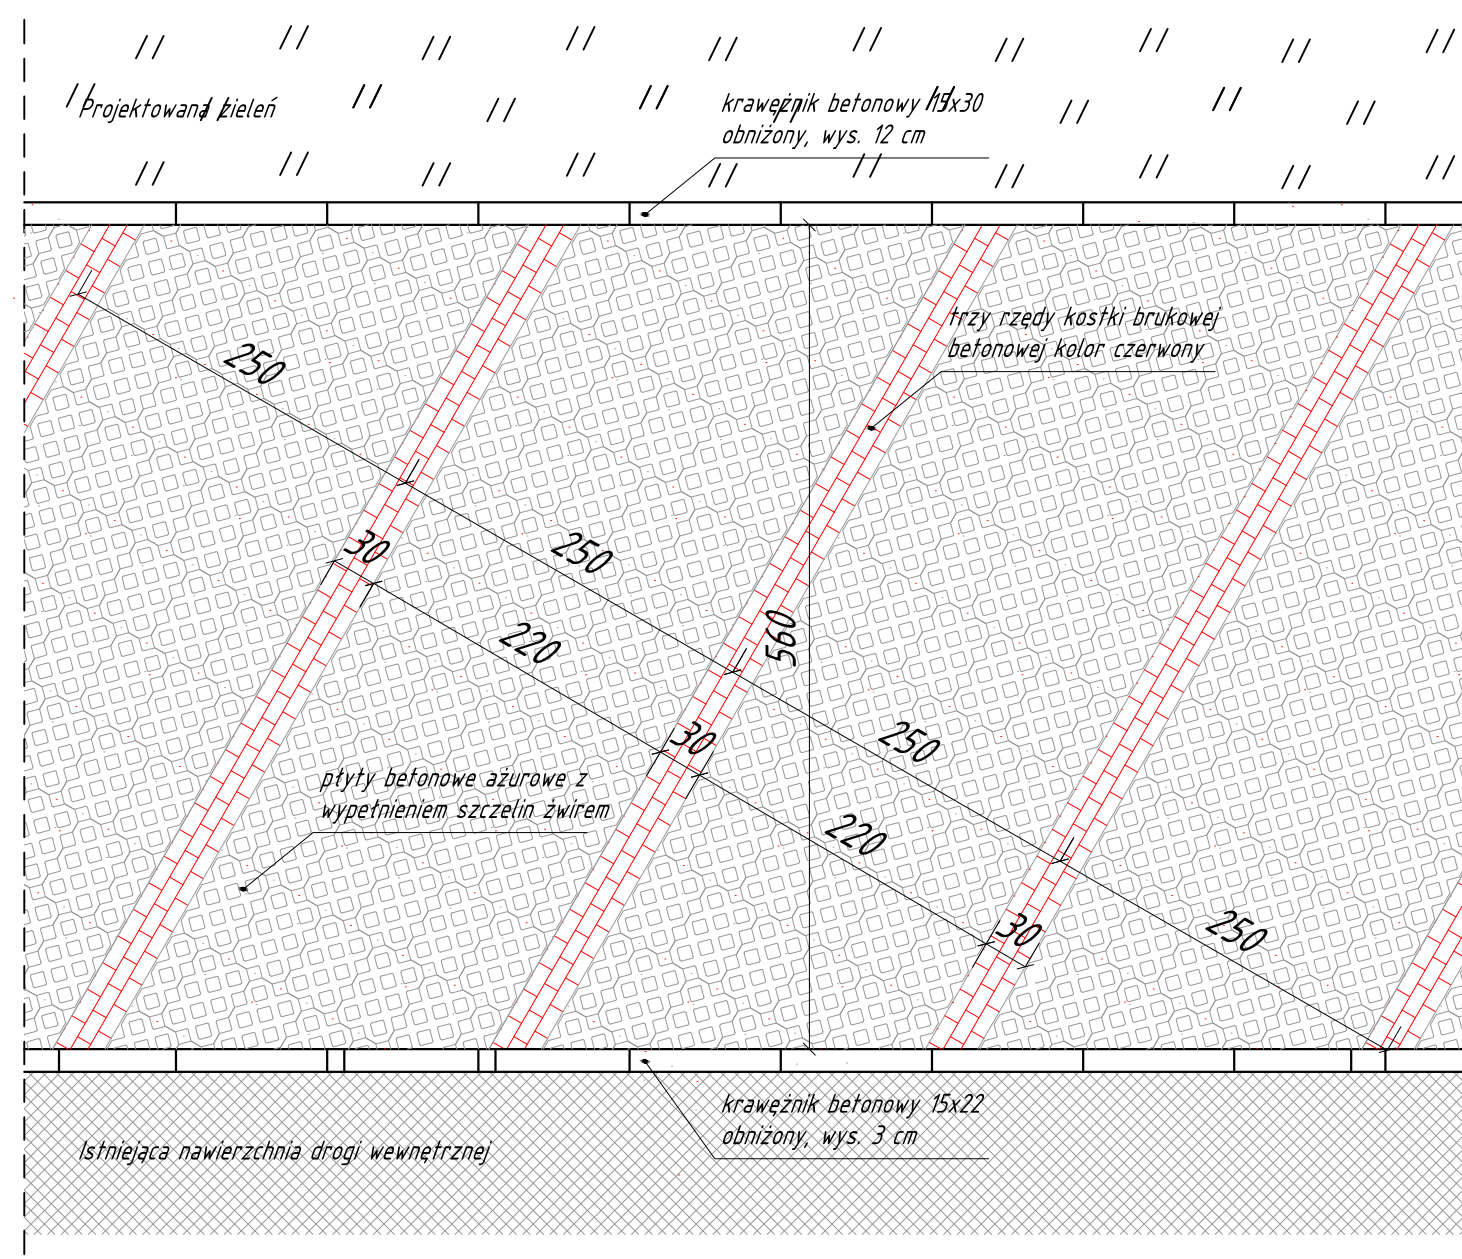 Projektowana zieleń
krawężnik betonowy 15x30
obniżony, wys. 12 cm
trzy rzędy kostki brukowej
betonowej kolor czerwony
250
250
30
220
560
250
30
płyty betonowe ażurowe z
wypełnieniem szczelin żwirem
220
250
30
krawężnik betonowy 15x22
obniżony, wys. 3 cm
Istniejąca nawierzchnia drogi wewnętrznej